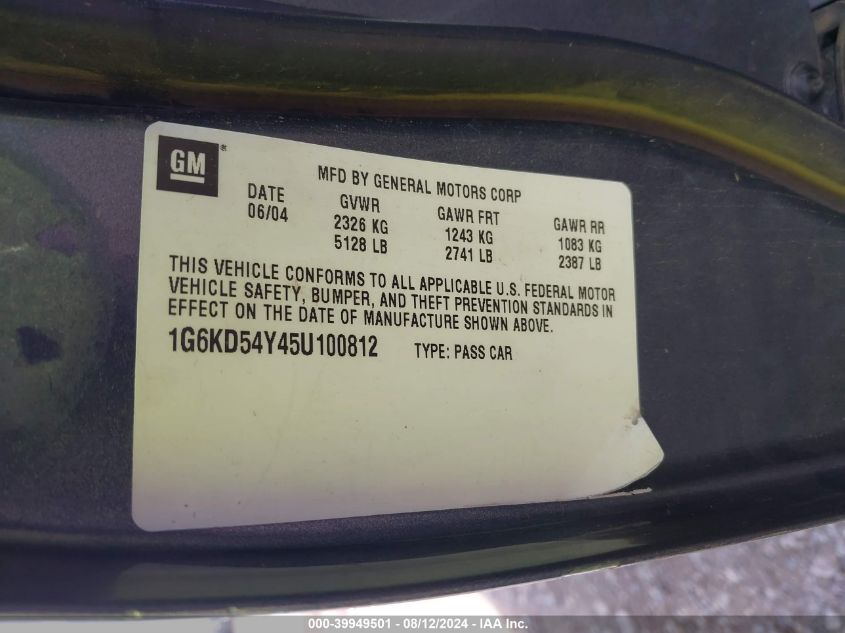 GM®
MFD BY GENERAL MOTORS CORP
DATE GVWR GAWR FRT GAWR RR
06/04 2326 KG 1243 KG 1083 KG
5128 LB 2741 LB 2387 LB
THIS VEHICLE CONFORMS TO ALL APPLICABLE U.S. FEDERAL MOTOR
VEHICLE SAFETY, BUMPER, AND THEFT PREVENTION STANDARDS IN
EFFECT ON THE DATE OF MANUFACTURE SHOWN ABOVE.
1G6KD54Y45U100812 TYPE: PASS CAR
000-39949501 - 08/12/2024 - IAA Inc.